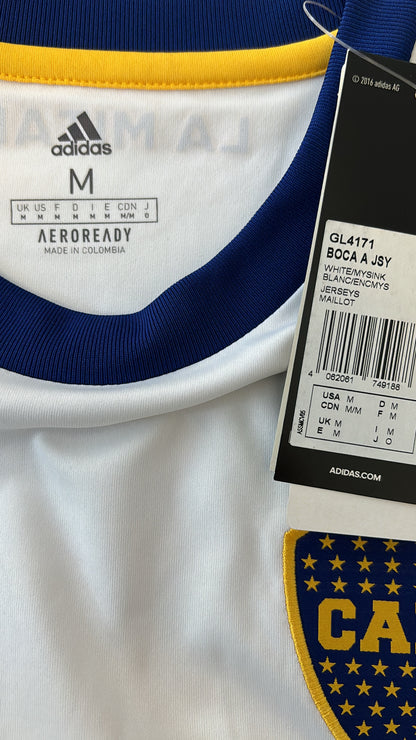 adidas
M
UK US F D I E CDN J
M M M M M M M/M O
AEROREADY
MADE IN COLOMBIA
© 2016 adidas AG
GL4171
BOCA A JSY
WHITE/MYSINK
BLANC/ENCMYS
JERSEYS
MAILLOT
4 062061 749188
USA M D M
CDN M/M F M
UK M I M
E M J O
ADIDAS.COM
CA